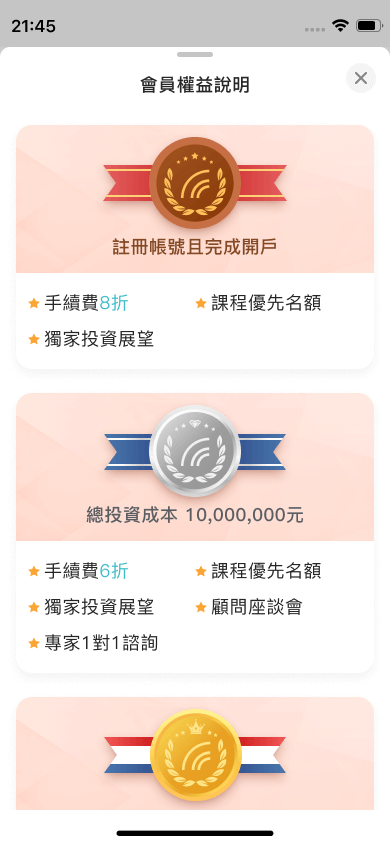 21:45
會員權益說明
註冊帳號且完成開戶
手續費8折
課程優先名額
獨家投資展望
總投資成本 10,000,000元
手續費6折
課程優先名額
獨家投資展望
顧問座談會
專家1對1諮詢